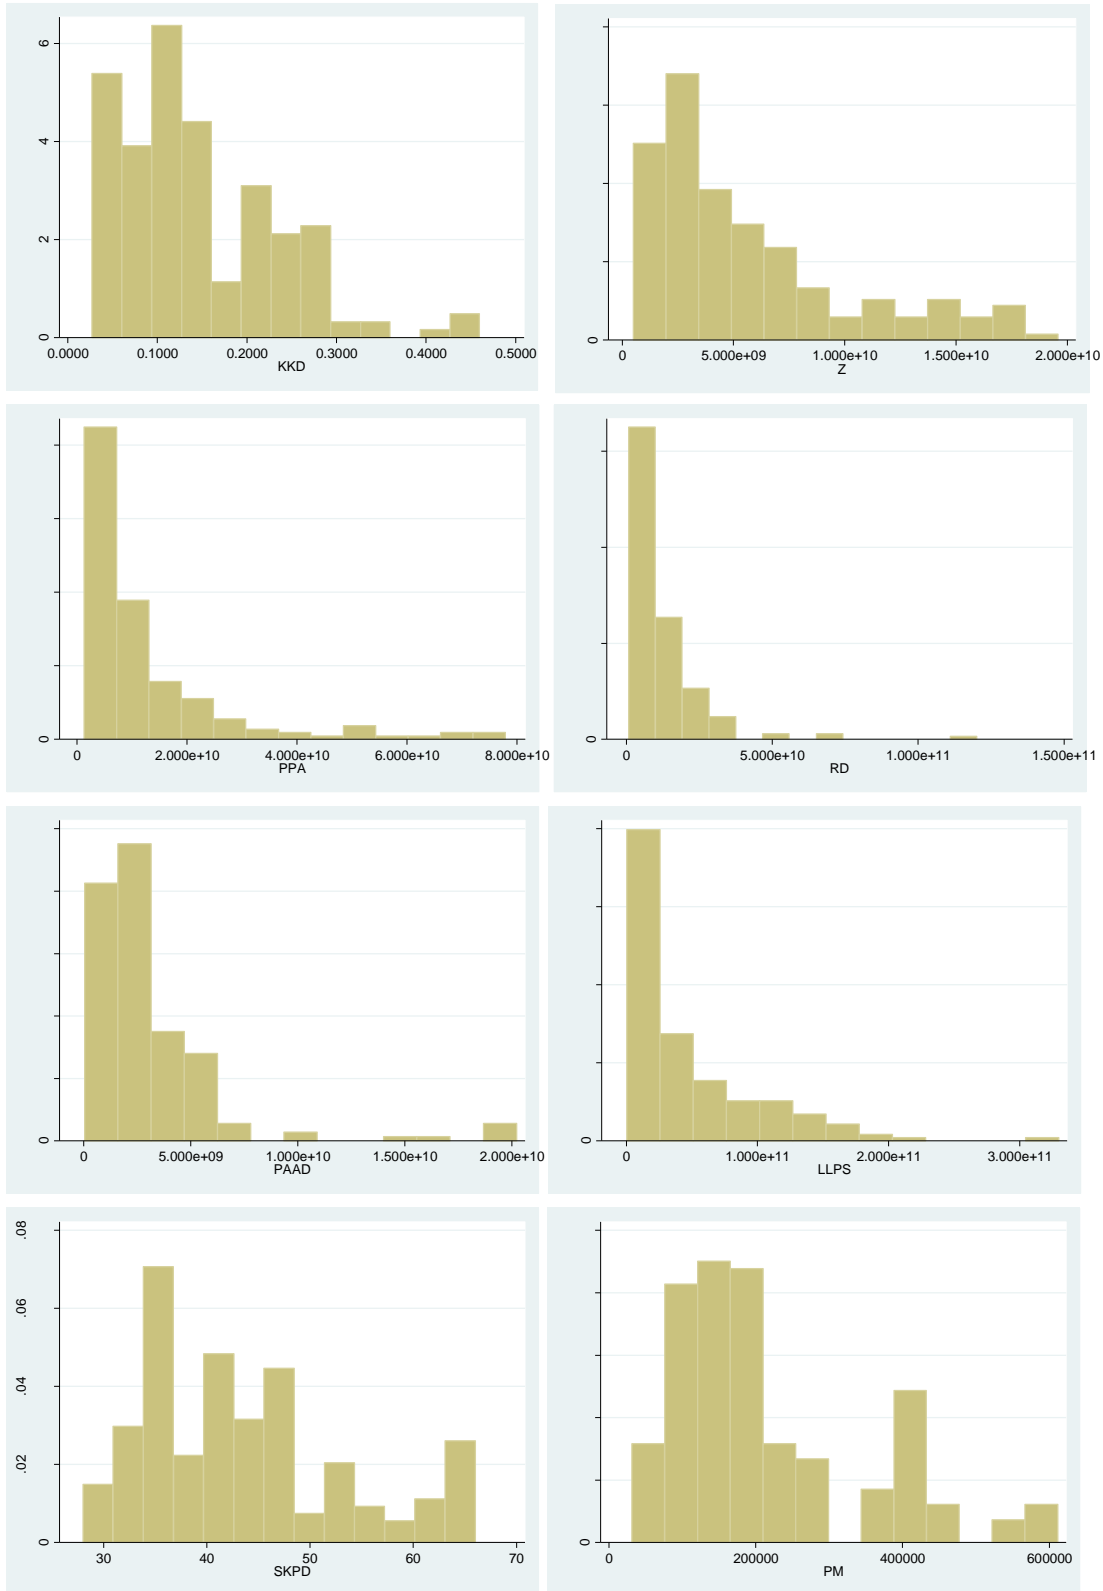 6
4
2
0
0.0000 0.1000 0.2000 0.3000 0.4000 0.5000
KKD
0
0 5.000e+09 1.000e+10 1.500e+10 2.000e+10
Z
0
0 2.000e+10 4.000e+10 6.000e+10 8.000e+10
PPA
0
0 5.000e+10 1.000e+11 1.500e+11
RD
0
0 5.000e+09 1.000e+10 1.500e+10 2.000e+10
PAAD
0
0 1.000e+11 2.000e+11 3.000e+11
LLPS
.08
.06
.04
.02
0
30 40 50 60 70
SKPD
0
0 200000 400000 600000
PM